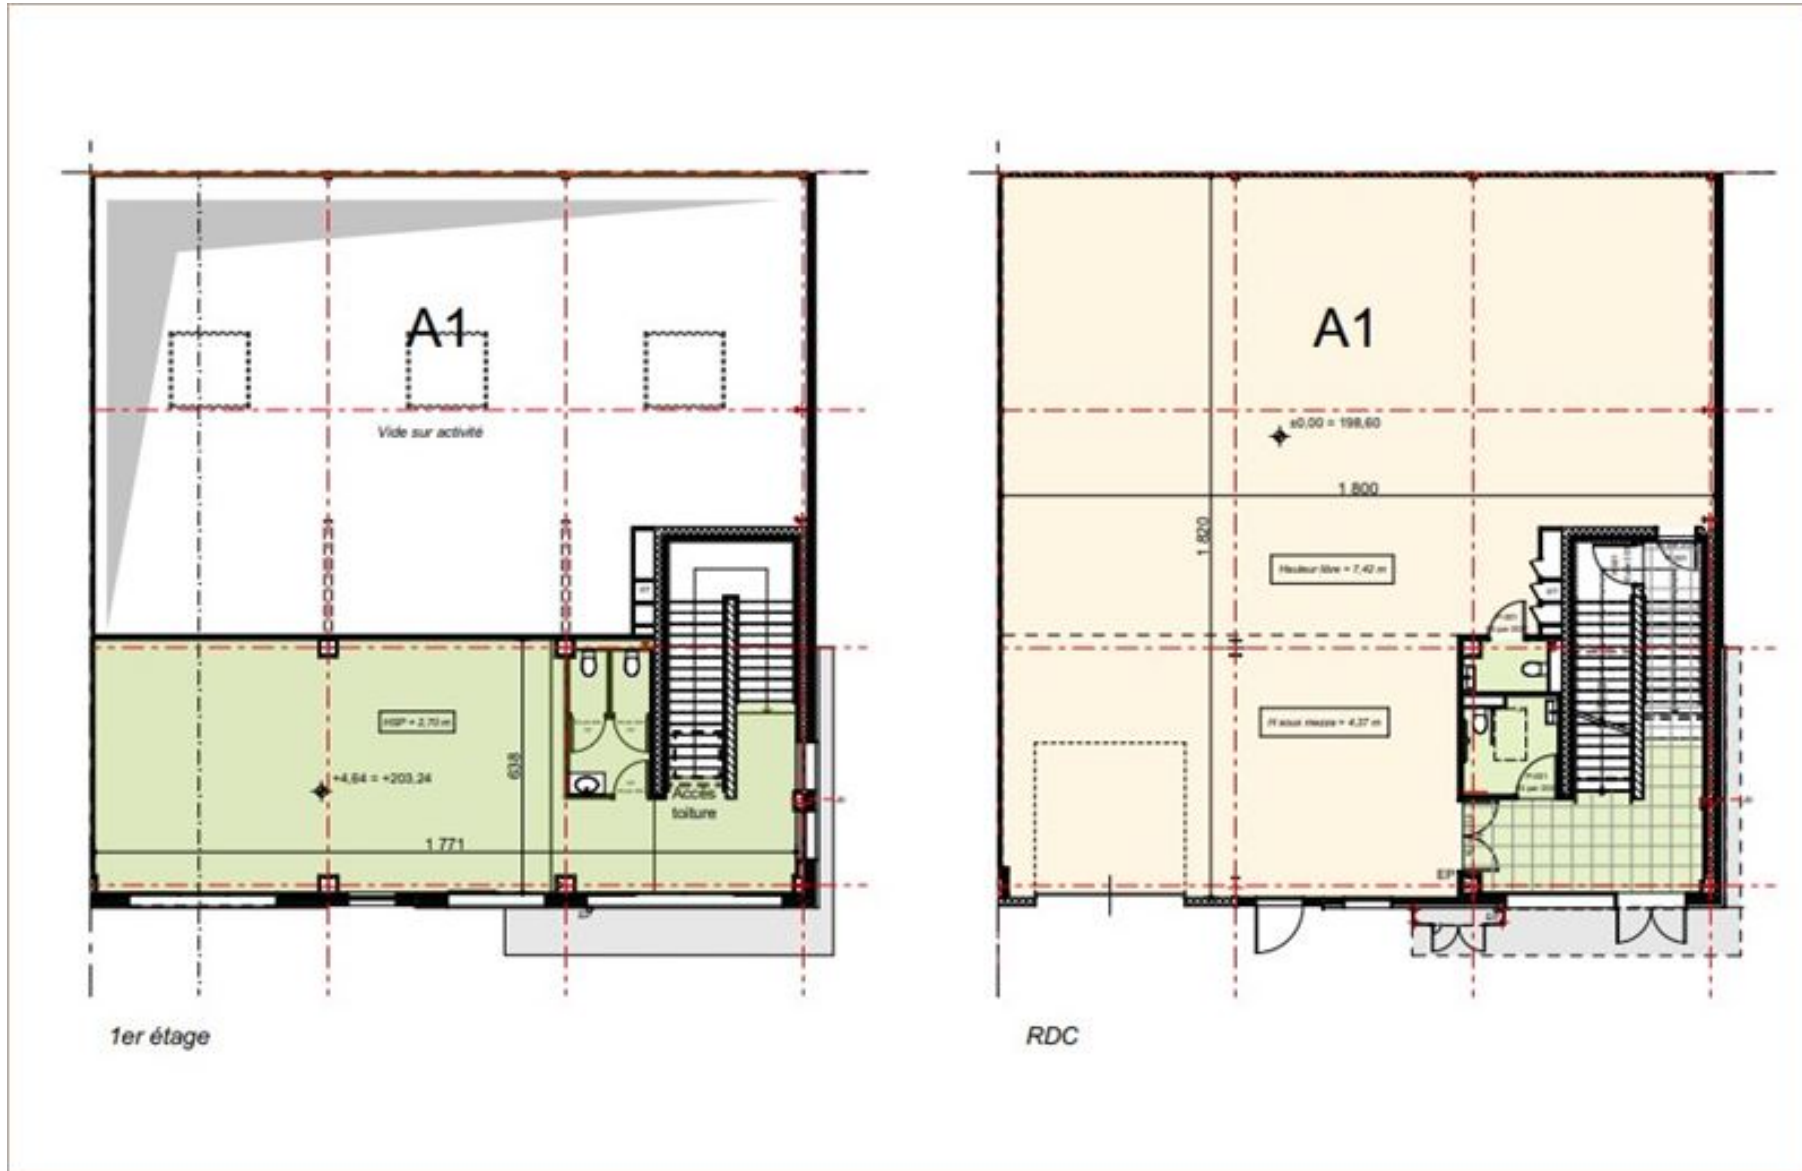 A1
Vide sur activité
HSP = 2,70 m
+4,64 = +203,24
638
1 771
Accès
toiture
1er étage
A1
±0,00 = 198,60
1 800
1 820
Hauteur libre = 7,42 m
H sous mezza = 4,37 m
EP
RDC